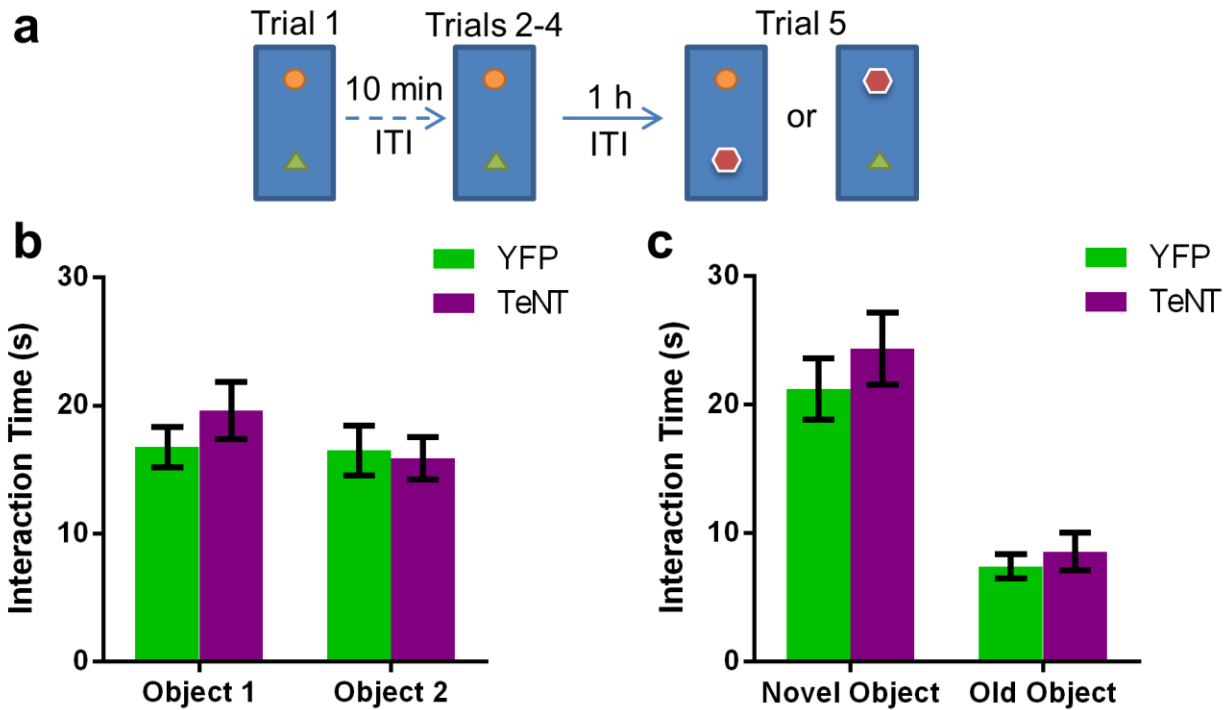 a
Trial 1 Trials 2-4 Trial 5
10 min
ITI
1 h
ITI
or
b
YFP
TeNT
Interaction Time (s)
30
20
10
0
Object 1 Object 2
c
YFP
TeNT
Interaction Time (s)
30
20
10
0
Novel Object Old Object